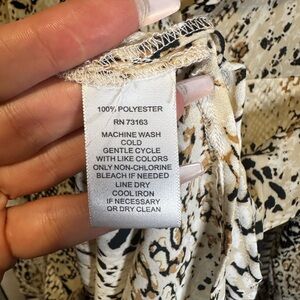 100% POLYESTER
RN 73163
MACHINE WASH
COLD
GENTLE CYCLE
WITH LIKE COLORS
ONLY NON-CHLORINE
BLEACH IF NEEDED
LINE DRY
COOL IRON
IF NECESSARY
OR DRY CLEAN